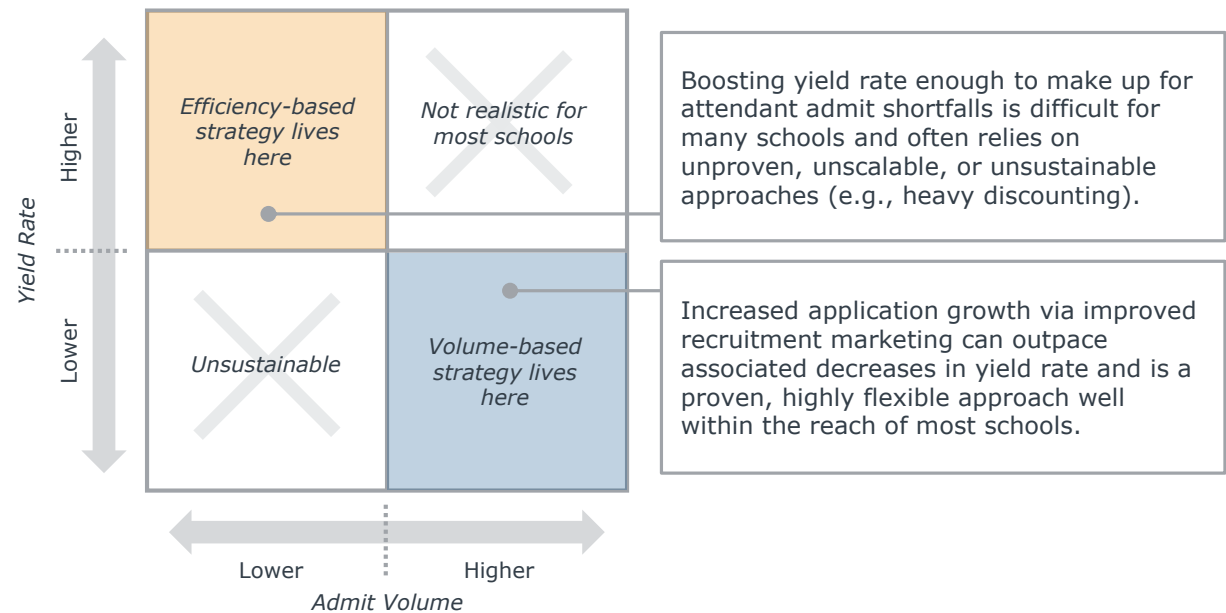 Yield Rate
Higher
Lower
Efficiency-based
strategy lives
here
Not realistic for
most schools
Unsustainable
Volume-based
strategy lives
here
Lower
Higher
Admit Volume
Boosting yield rate enough to make up for
attendant admit shortfalls is difficult for
many schools and often relies on
unproven, unscalable, or unsustainable
approaches (e.g., heavy discounting).
Increased application growth via improved
recruitment marketing can outpace
associated decreases in yield rate and is a
proven, highly flexible approach well
within the reach of most schools.